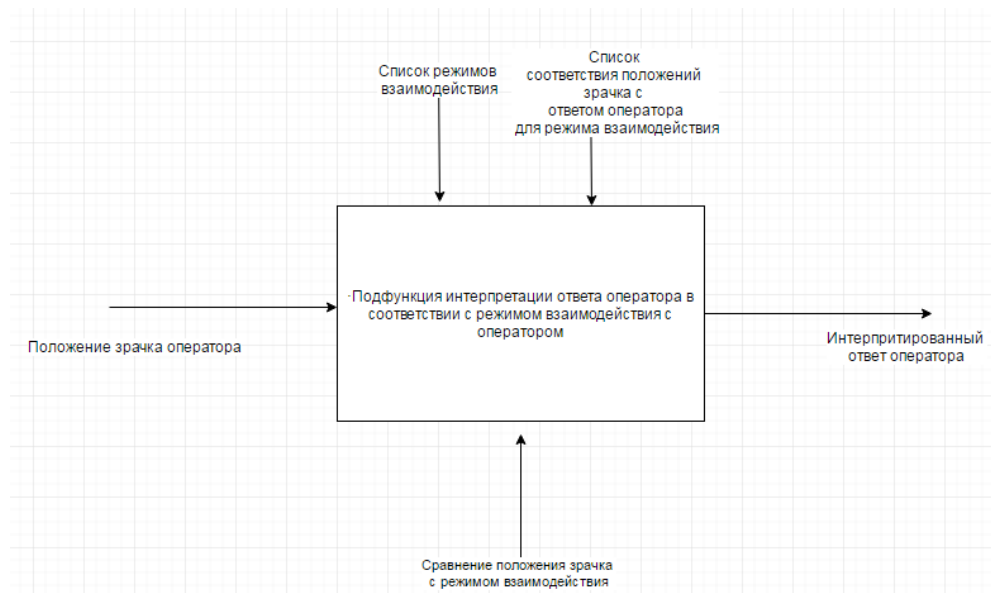 Список режимов
взаимодействия
Список
соответствия положений
зрачка с
ответом оператора
для режима взаимодействия
-Подфункция интерпретации ответа оператора в
соответствии с режимом взаимодействия с
оператором
Положение зрачка оператора
Интерпритированный
ответ оператора
Сравнение положения зрачка
с режимом взаимодействия